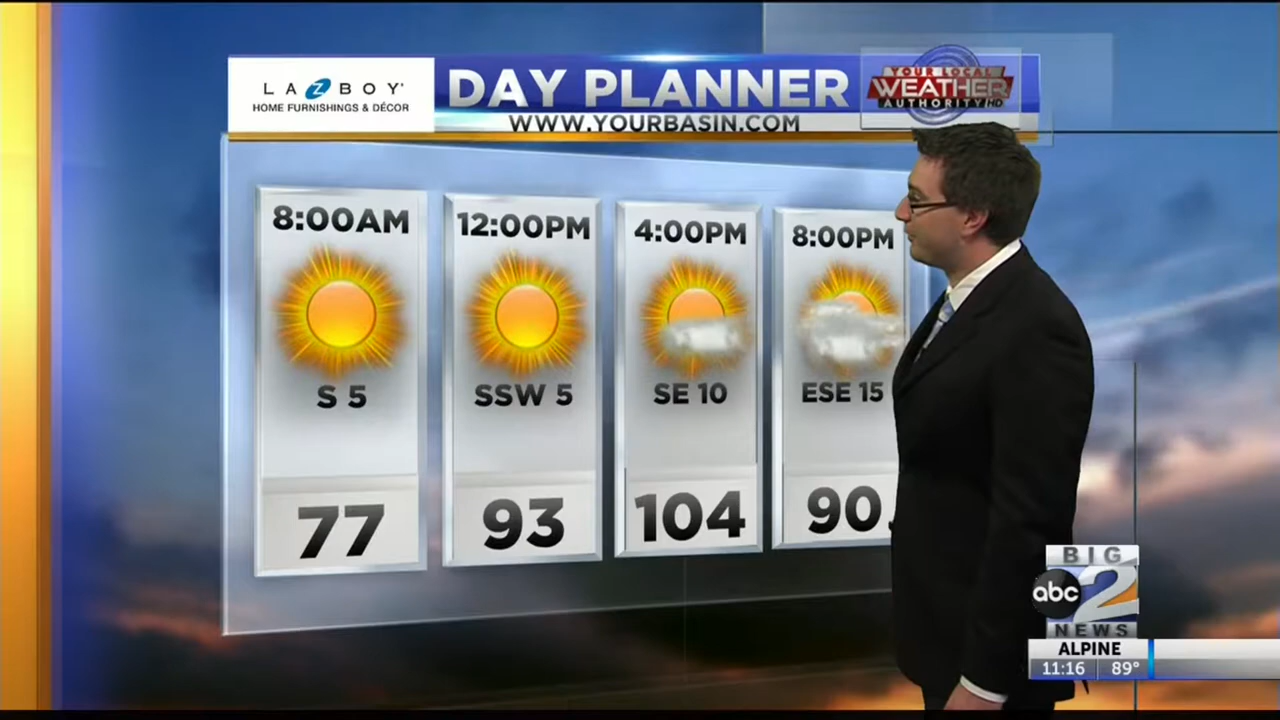 LA Z BOY
HOME FURNISHINGS & DÉCOR
DAY PLANNER
WWW.YOURBASIN.COM
YOUR LOCAL
WEATHER
AUTHORITY HD
8:00AM
S 5
77
12:00PM
SSW 5
93
4:00PM
SE 10
104
8:00PM
ESE 15
90
BIG
abc 2
NEWS
ALPINE
11:16 89°